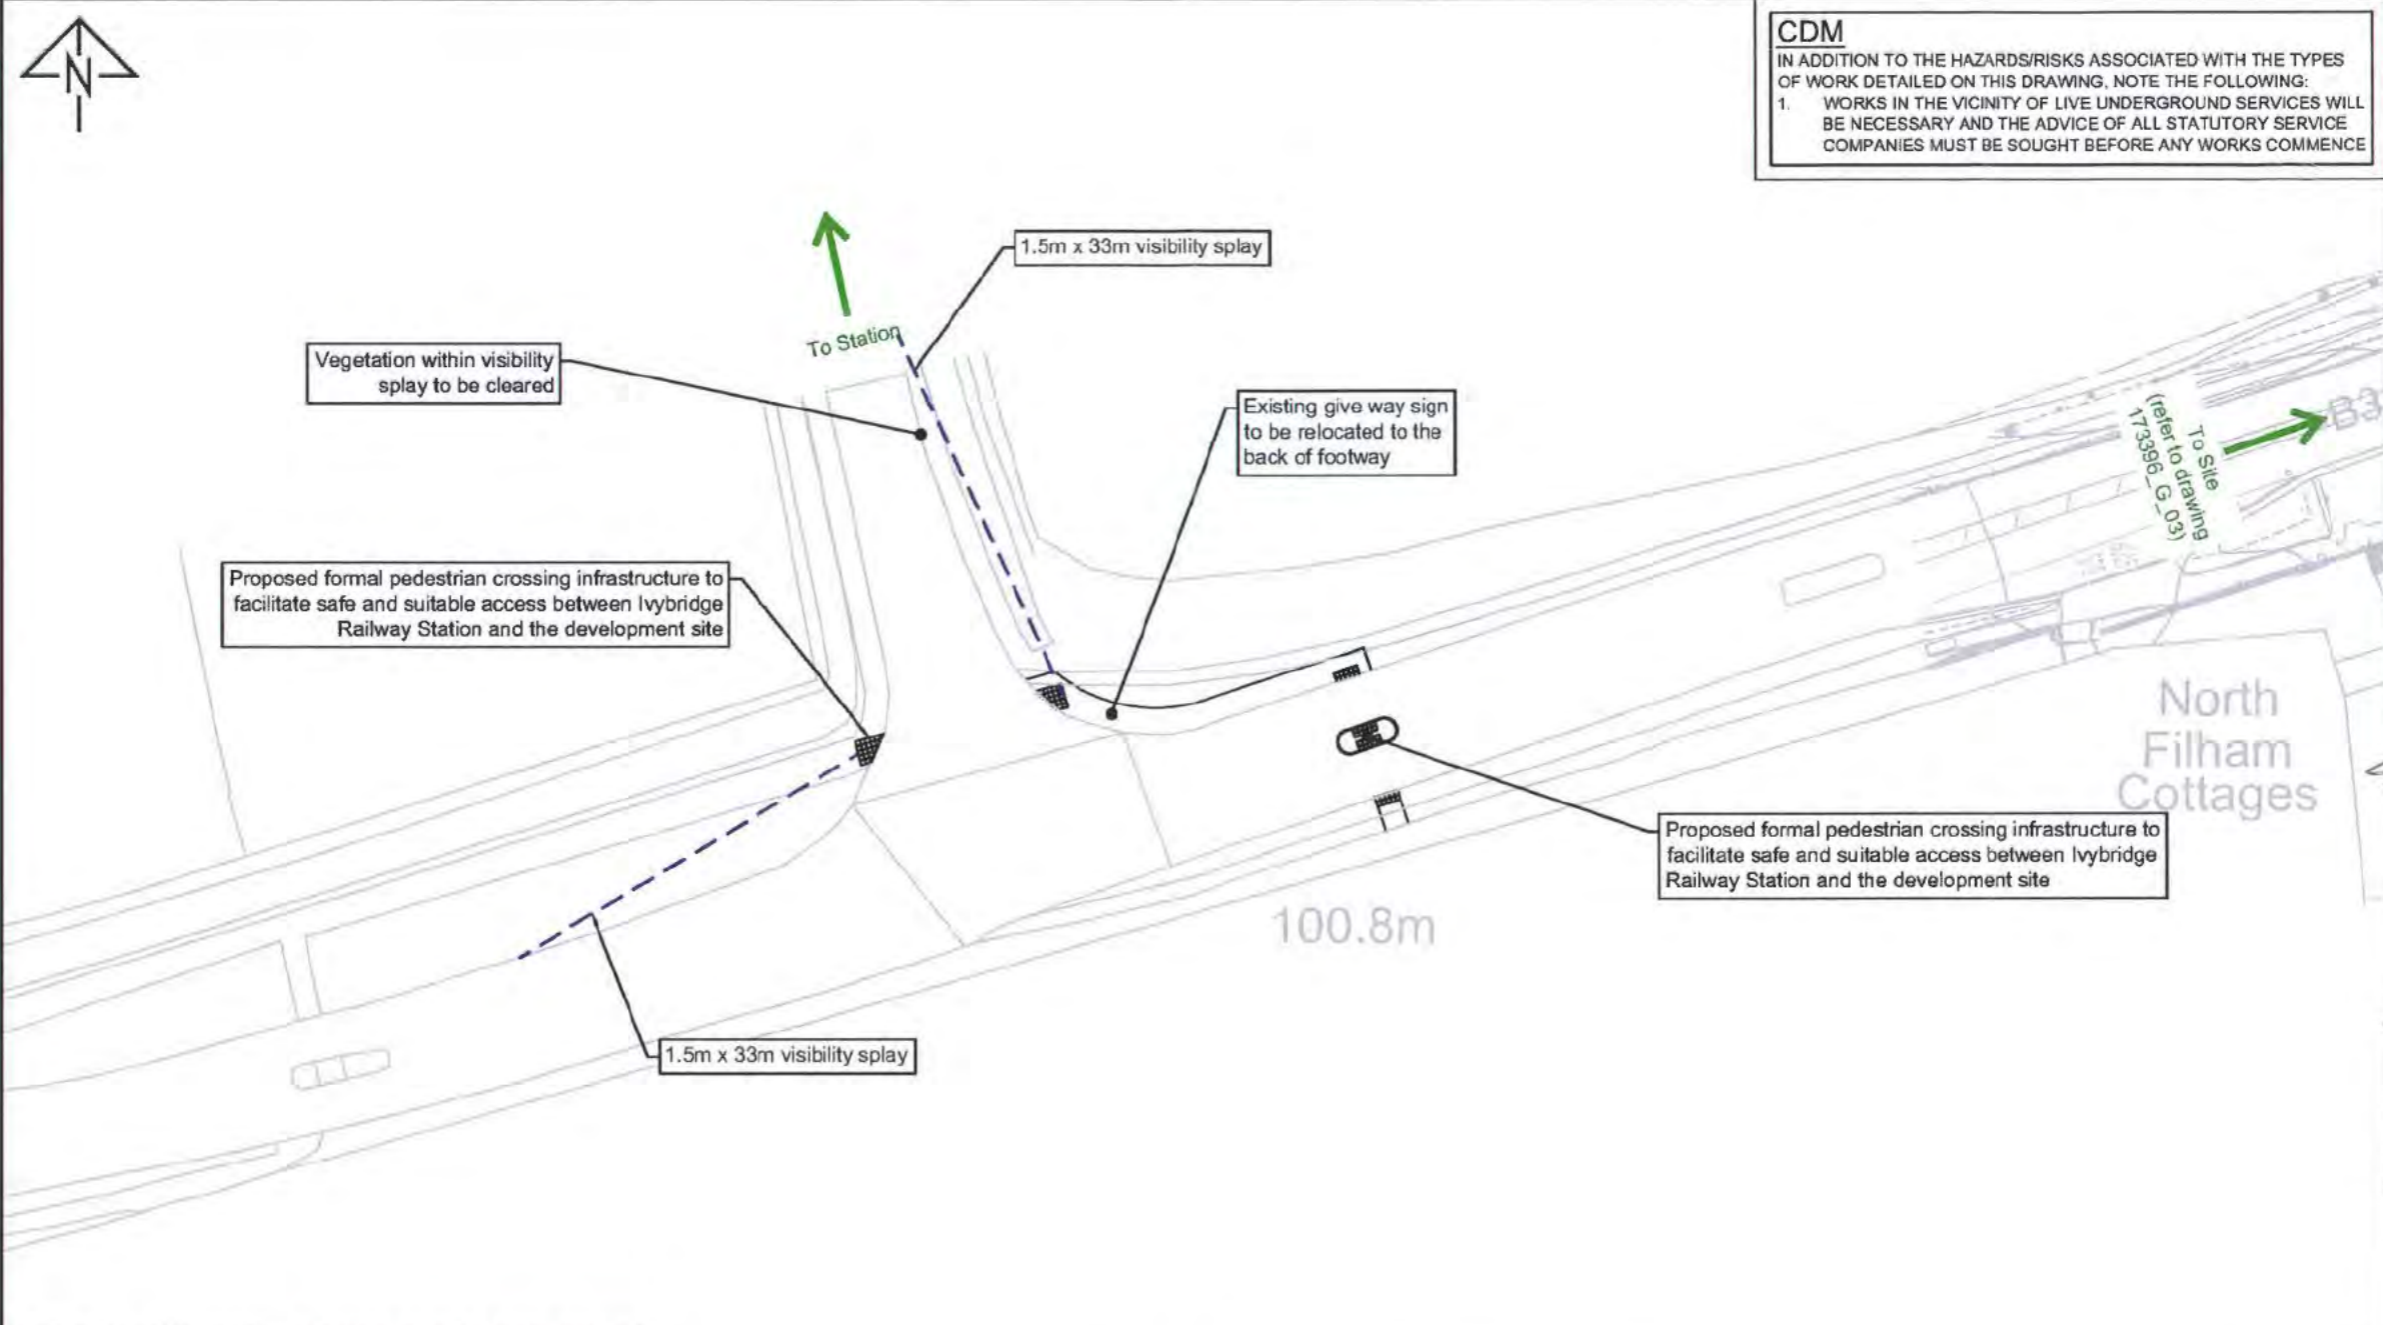 N
CDM
IN ADDITION TO THE HAZARDS/RISKS ASSOCIATED WITH THE TYPES
OF WORK DETAILED ON THIS DRAWING, NOTE THE FOLLOWING:
1. WORKS IN THE VICINITY OF LIVE UNDERGROUND SERVICES WILL
BE NECESSARY AND THE ADVICE OF ALL STATUTORY SERVICE
COMPANIES MUST BE SOUGHT BEFORE ANY WORKS COMMENCE
1.5m x 33m visibility splay
To Station
Vegetation within visibility
splay to be cleared
Existing give way sign
to be relocated to the
back of footway
To Site
(refer to drawing
173396_G_03)
B3
Proposed formal pedestrian crossing infrastructure to
facilitate safe and suitable access between Ivybridge
Railway Station and the development site
North
Filham
Cottages
Proposed formal pedestrian crossing infrastructure to
facilitate safe and suitable access between Ivybridge
Railway Station and the development site
100.8m
1.5m x 33m visibility splay